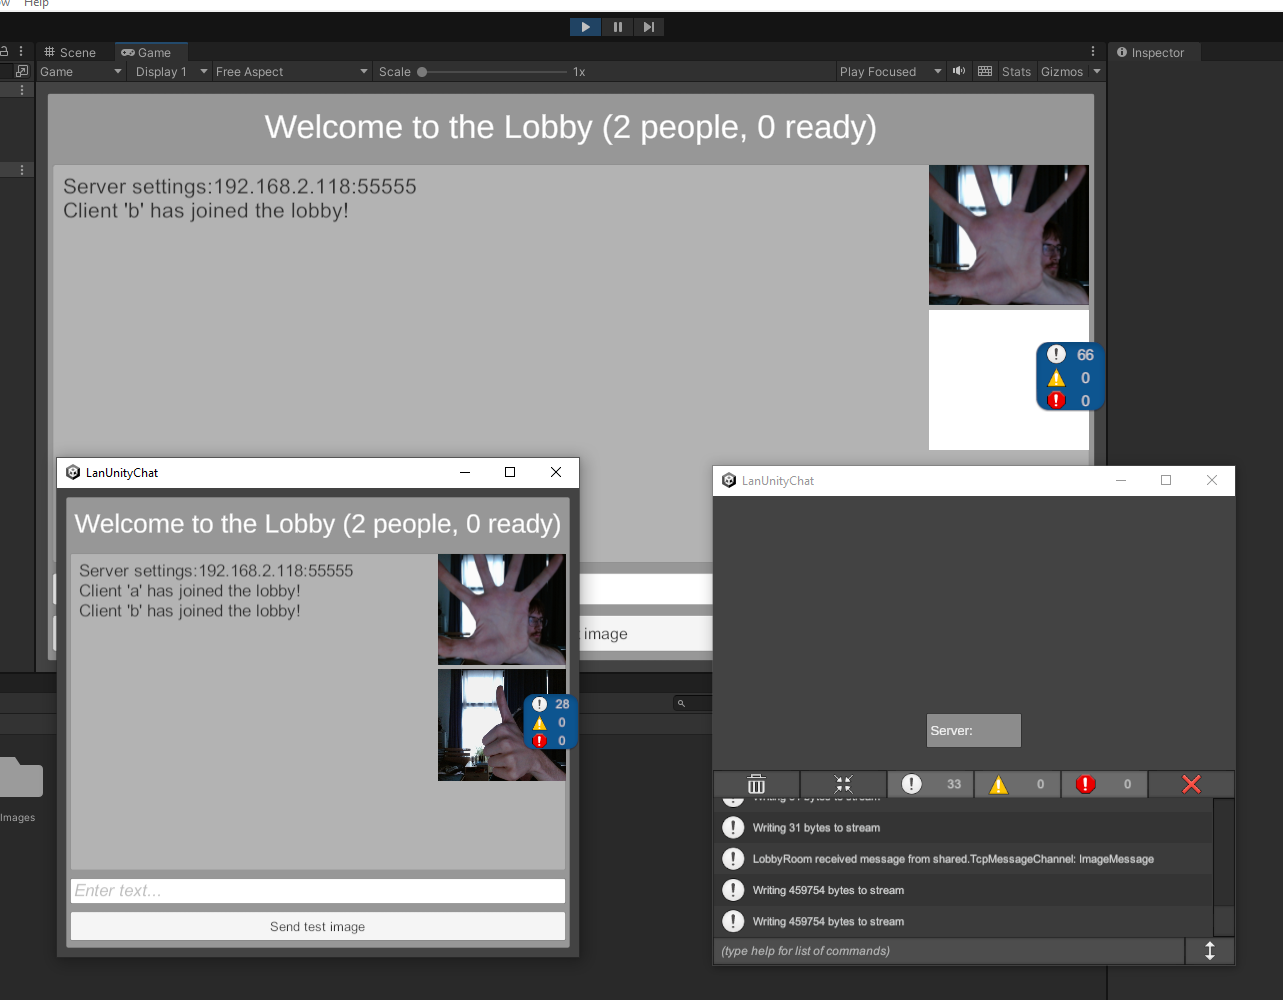 Help
Scene
Game
Inspector
Game
Display 1
Free Aspect
Scale
1x
Play Focused
Stats
Gizmos
Welcome to the Lobby (2 people, 0 ready)
Server settings:192.168.2.118:55555
Client 'b' has joined the lobby!
66
0
0
image
LanUnityChat
Welcome to the Lobby (2 people, 0 ready)
Server settings:192.168.2.118:55555
Client 'a' has joined the lobby!
Client 'b' has joined the lobby!
28
0
0
Enter text...
Send test image
Images
LanUnityChat
Server:
33
0
0
Writing 31 bytes to stream
LobbyRoom received message from shared.TcpMessageChannel: ImageMessage
Writing 459754 bytes to stream
Writing 459754 bytes to stream
(type help for list of commands)